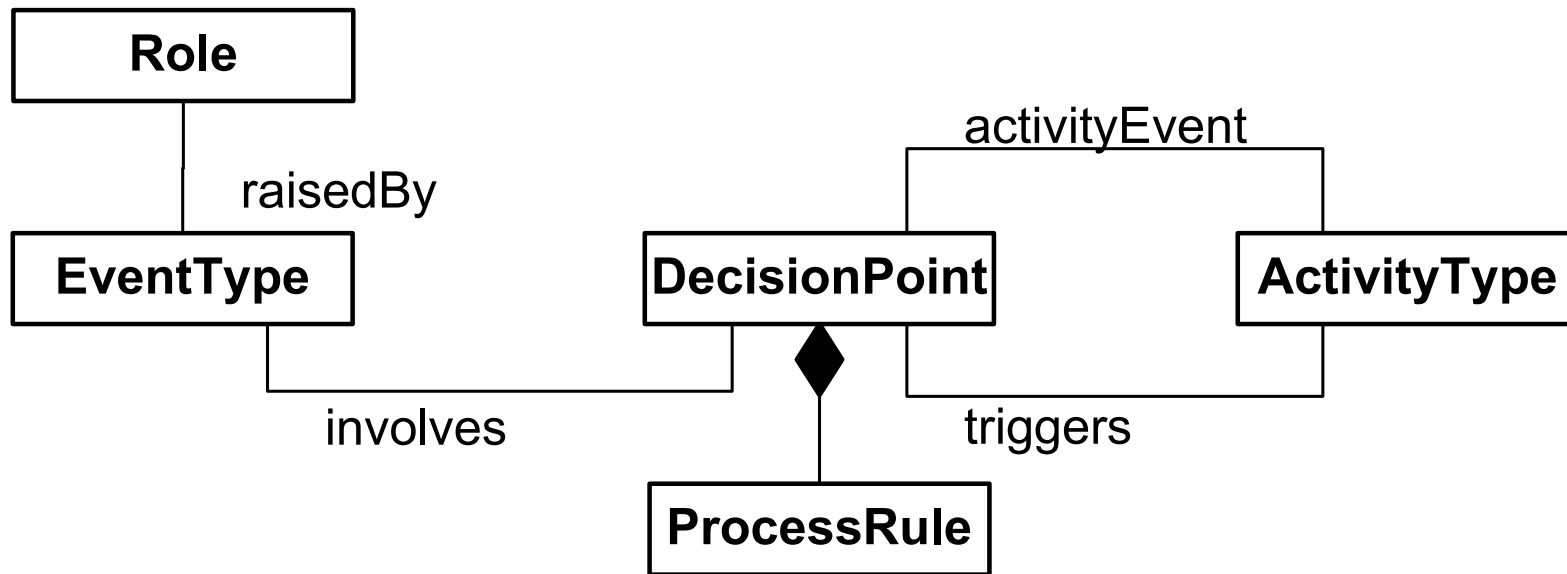 Role
activityEvent
raisedBy
EventType
DecisionPoint
ActivityType
involves
triggers
ProcessRule